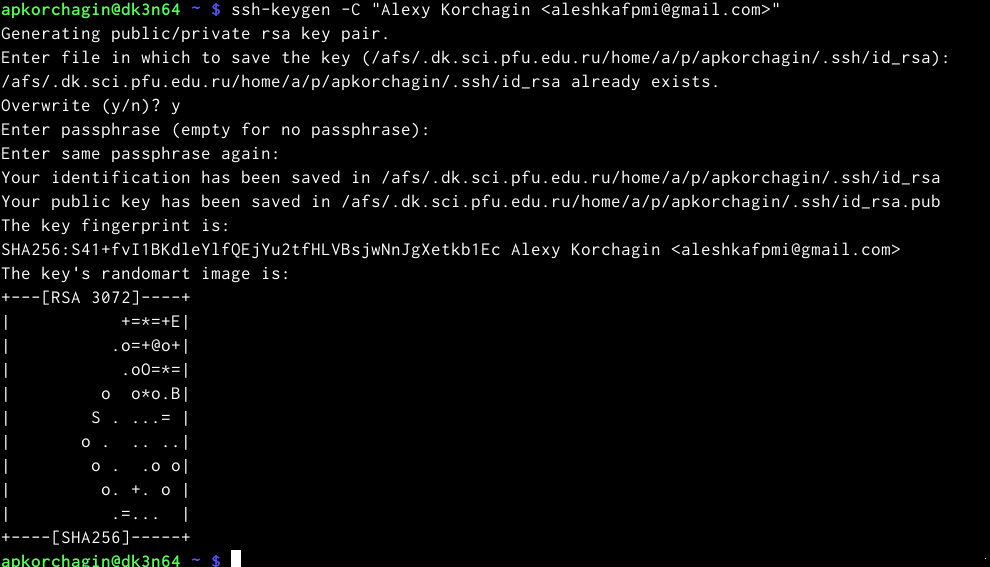 apkorchagin@dk3n64 ~ $ ssh-keygen -C "Alexy Korchagin <aleshkafpmi@gmail.com>"
Generating public/private rsa key pair.
Enter file in which to save the key (/afs/.dk.sci.pfu.edu.ru/home/a/p/apkorchagin/.ssh/id_rsa):
/afs/.dk.sci.pfu.edu.ru/home/a/p/apkorchagin/.ssh/id_rsa already exists.
Overwrite (y/n)? y
Enter passphrase (empty for no passphrase):
Enter same passphrase again:
Your identification has been saved in /afs/.dk.sci.pfu.edu.ru/home/a/p/apkorchagin/.ssh/id_rsa
Your public key has been saved in /afs/.dk.sci.pfu.edu.ru/home/a/p/apkorchagin/.ssh/id_rsa.pub
The key fingerprint is:
SHA256:S41+fvI1BKdleYlfQEjYu2tfHLVBsjwNnJgXetkb1Ec Alexy Korchagin <aleshkafpmi@gmail.com>
The key's randomart image is:
+---[RSA 3072]----+
|           +=*=+E|
|          .o=+@o+|
|           .oO=*=|
|         o  o*o.B|
|        S . ...= |
|       o .  .. ..|
|        o .  .o o|
|         o. +. o |
|          .=...  |
+----[SHA256]-----+
apkorchagin@dk3n64 ~ $